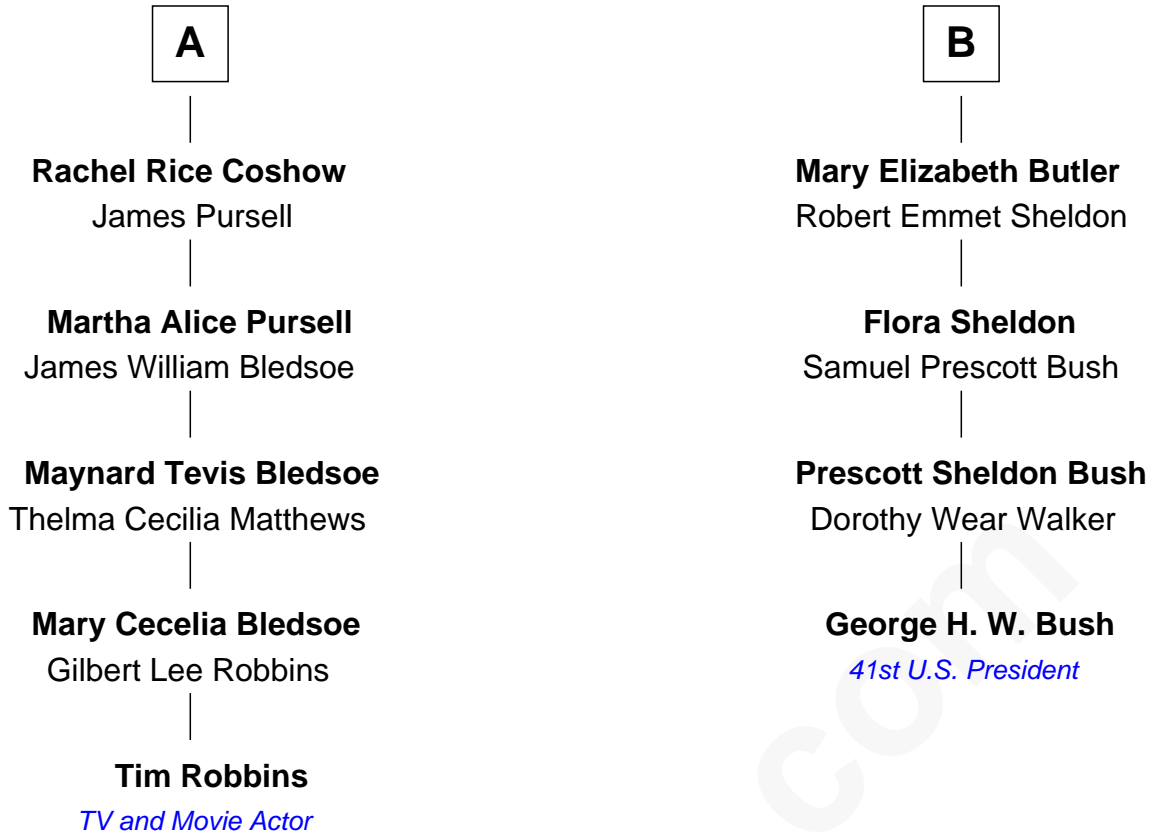 A
Rachel Rice Coshow
James Pursell
Martha Alice Pursell
James William Bledsoe
Maynard Tevis Bledsoe
Thelma Cecilia Matthews
Mary Cecelia Bledsoe
Gilbert Lee Robbins
Tim Robbins
TV and Movie Actor
B
Mary Elizabeth Butler
Robert Emmet Sheldon
Flora Sheldon
Samuel Prescott Bush
Prescott Sheldon Bush
Dorothy Wear Walker
George H. W. Bush
41st U.S. President
com